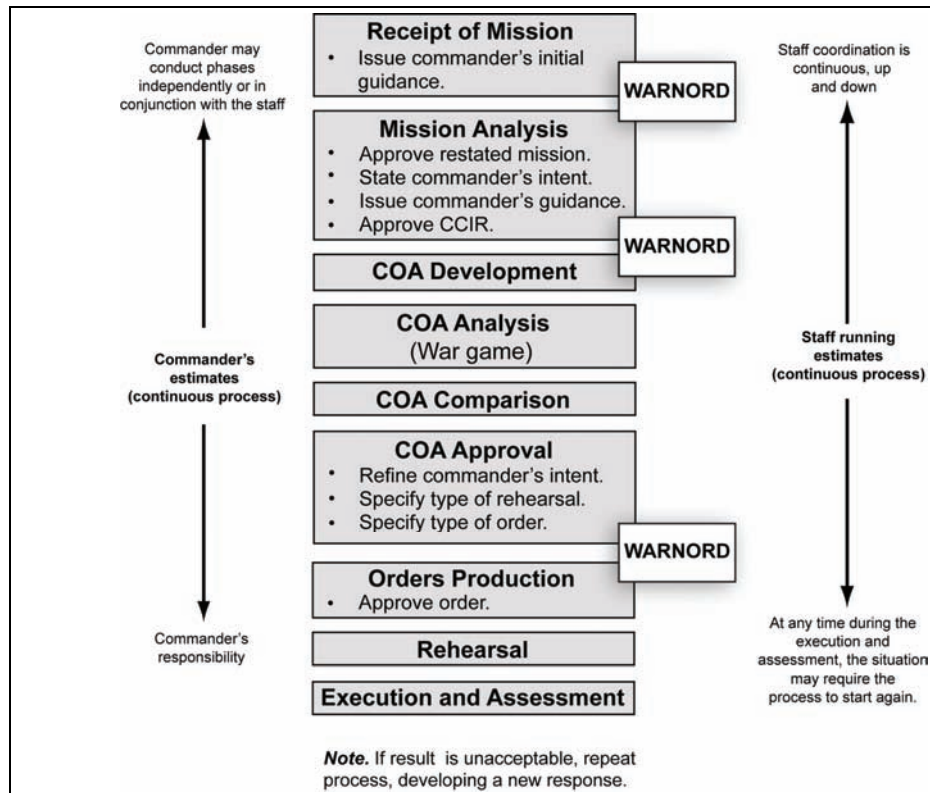 Commander may
conduct phases
independently or in
conjunction with the staff
Commander's
estimates
(continuous process)
Commander's
responsibility
Receipt of Mission
• Issue commander's initial
guidance.
WARNORD
Mission Analysis
• Approve restated mission.
• State commander's intent.
• Issue commander's guidance.
• Approve CCIR.
WARNORD
COA Development
COA Analysis
(War game)
COA Comparison
COA Approval
• Refine commander's intent.
• Specify type of rehearsal.
• Specify type of order.
WARNORD
Orders Production
• Approve order.
Rehearsal
Execution and Assessment
Note. If result is unacceptable, repeat
process, developing a new response.
Staff coordination is
continuous, up
and down
Staff running
estimates
(continuous process)
At any time during the
execution and
assessment, the situation
may require the
process to start again.